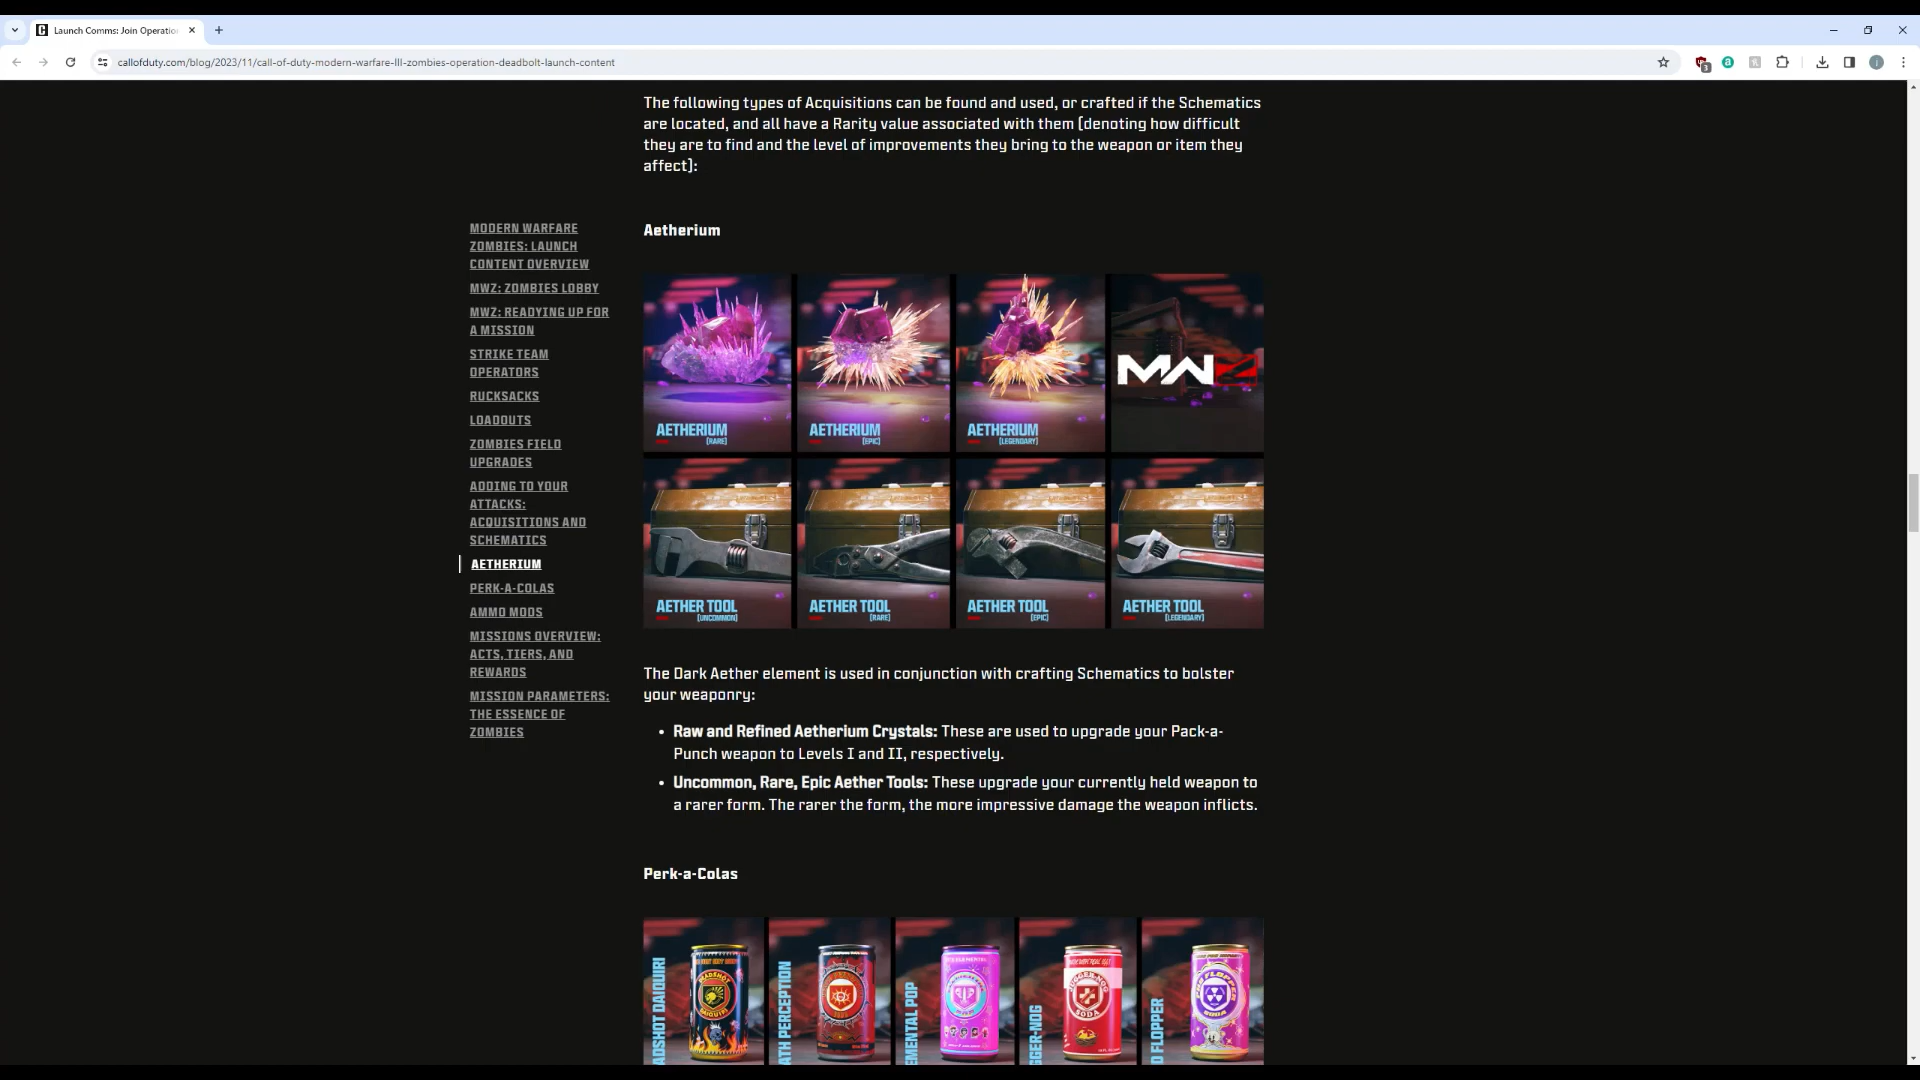 Launch Comms: Join Operatio
callofduty.com/blog/2023/11/call-of-duty-modern-warfare-III-zombies-operation-deadbolt-launch-content
The following types of Acquisitions can be found and used, or crafted if the Schematics
are located, and all have a Rarity value associated with them [denoting how difficult
they are to find and the level of improvements they bring to the weapon or item they
affect]:
MODERN WARFARE
ZOMBIES: LAUNCH
CONTENT OVERVIEW
MWZ: ZOMBIES LOBBY
MWZ: READYING UP FOR
A MISSION
STRIKE TEAM
OPERATORS
RUCKSACKS
LOADOUTS
ZOMBIES FIELD
UPGRADES
ADDING TO YOUR
ATTACKS:
ACQUISITIONS AND
SCHEMATICS
AETHERIUM
PERK-A-COLAS
AMMO MODS
MISSIONS OVERVIEW:
ACTS, TIERS, AND
REWARDS
MISSION PARAMETERS:
THE ESSENCE OF
ZOMBIES
Aetherium
AETHERIUM
[RARE]
AETHERIUM
[EPIC]
AETHERIUM
[LEGENDARY]
MWZ
AETHER TOOL
[UNCOMMON]
AETHER TOOL
[RARE]
AETHER TOOL
[EPIC]
AETHER TOOL
[LEGENDARY]
The Dark Aether element is used in conjunction with crafting Schematics to bolster
your weaponry:
• Raw and Refined Aetherium Crystals: These are used to upgrade your Pack-a-
Punch weapon to Levels I and II, respectively.
• Uncommon, Rare, Epic Aether Tools: These upgrade your currently held weapon to
a rarer form. The rarer the form, the more impressive damage the weapon inflicts.
Perk-a-Colas
ADSHOT DAIQUIRI
ATH PERCEPTION
EMENTAL POP
GGER-NOG
D FLOPPER